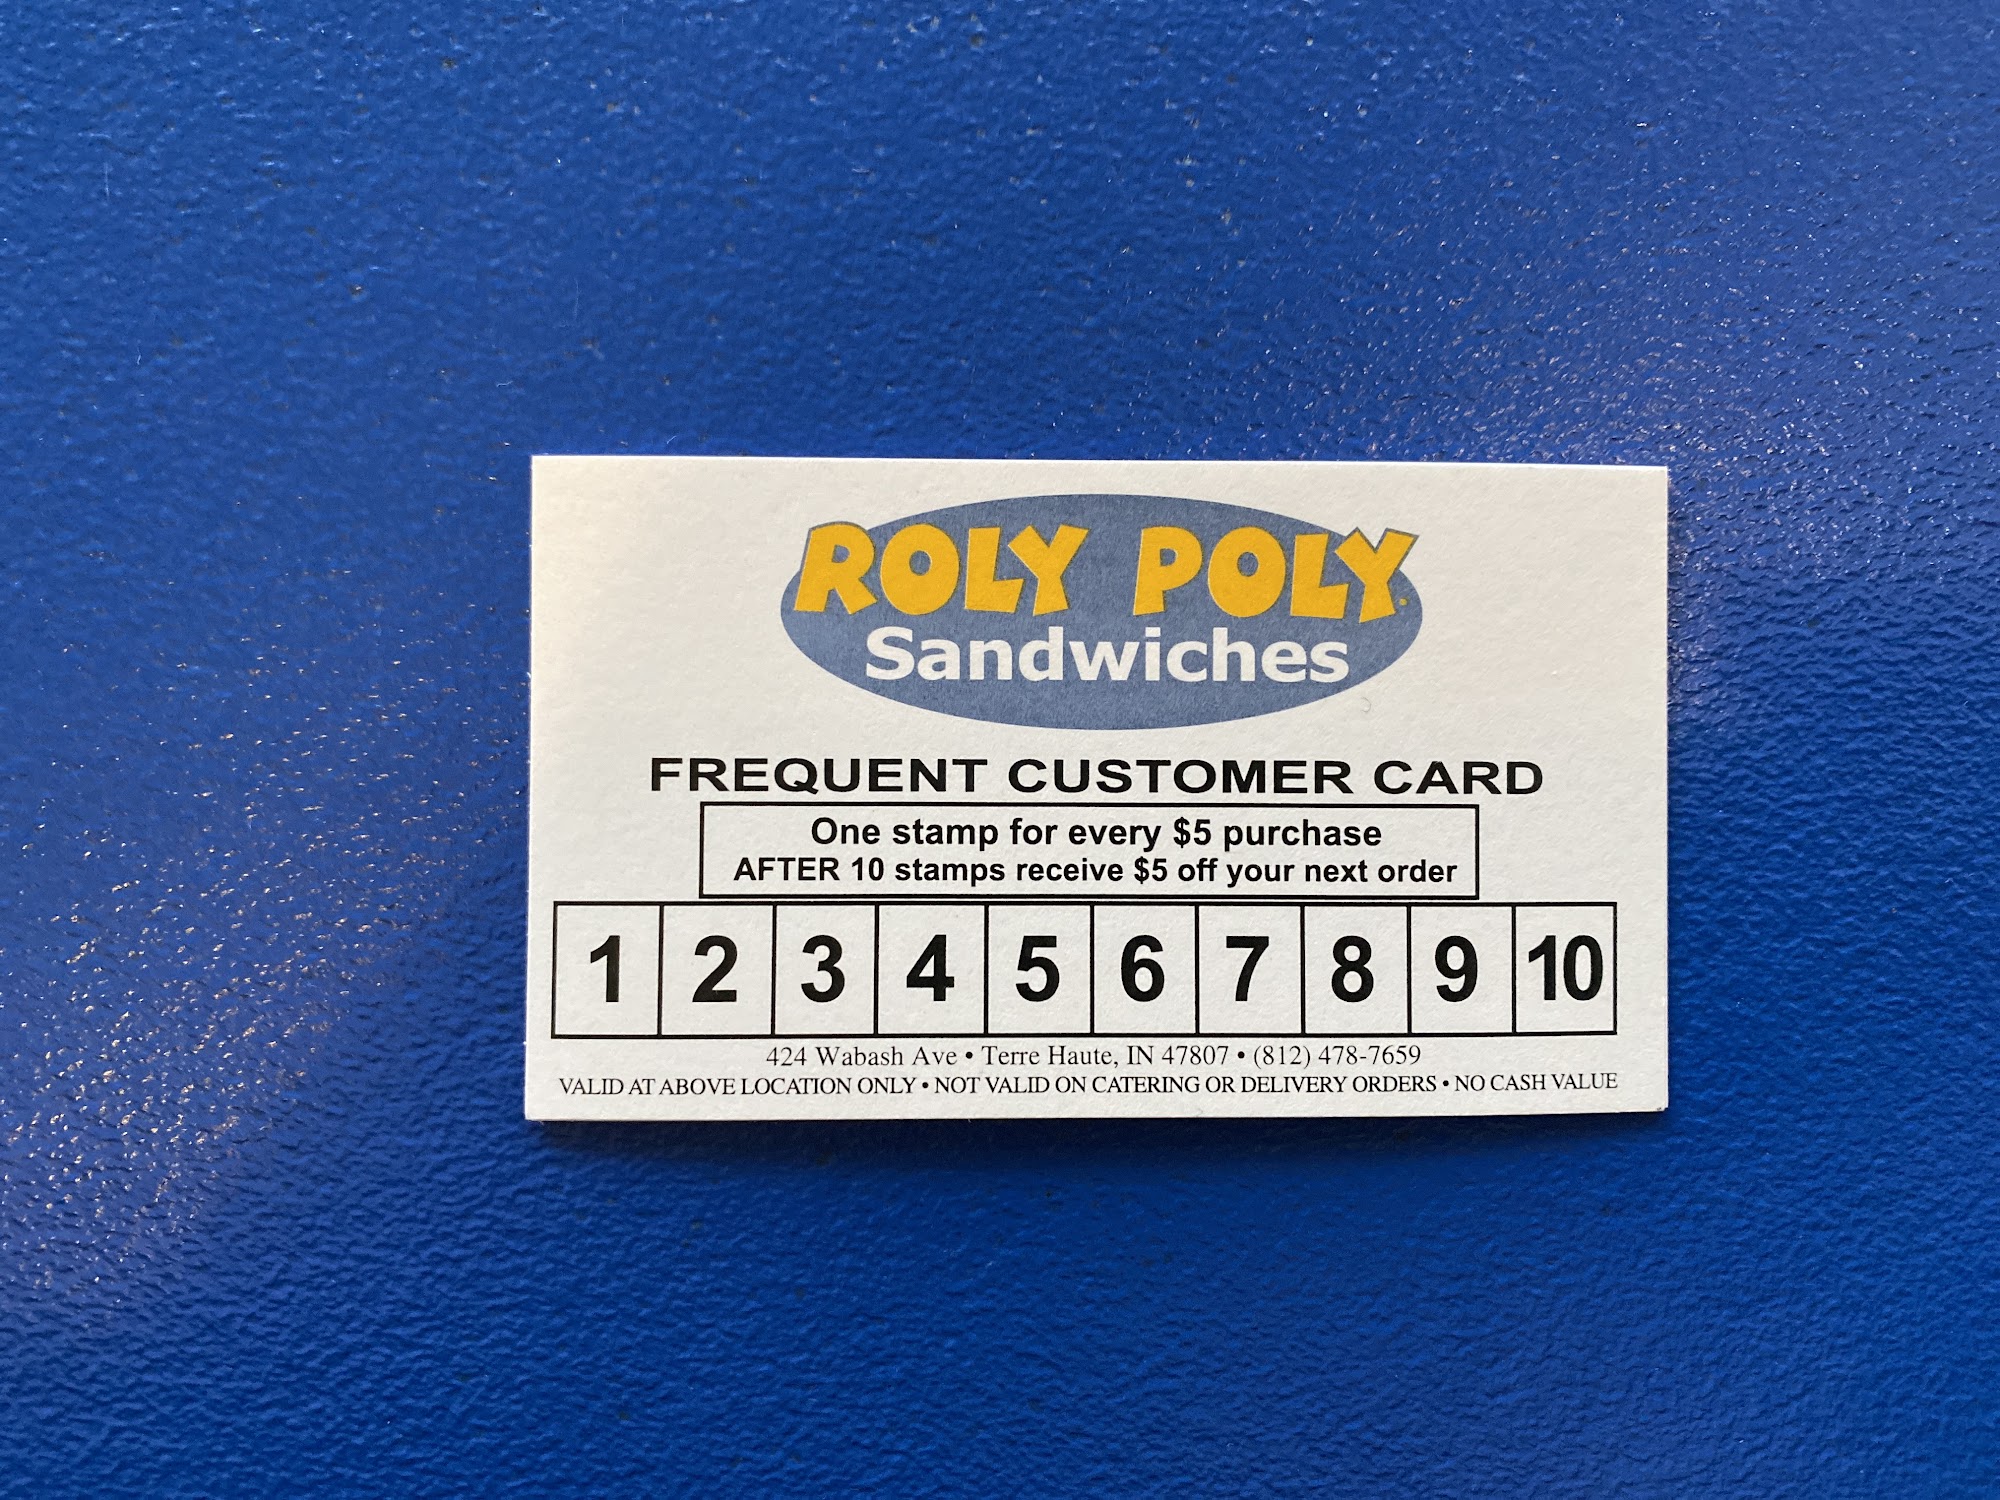 ROLY POLY
Sandwiches
FREQUENT CUSTOMER CARD
One stamp for every $5 purchase
AFTER 10 stamps receive $5 off your next order
1 2 3 4 5 6 7 8 9 10
424 Wabash Ave • Terre Haute, IN 47807 • (812) 478-7659
VALID AT ABOVE LOCATION ONLY • NOT VALID ON CATERING OR DELIVERY ORDERS • NO CASH VALUE